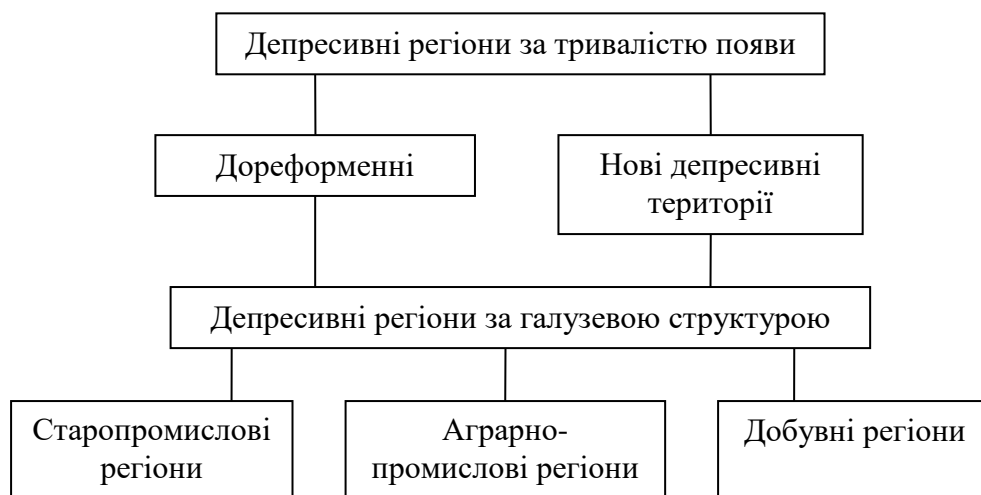 Депресивні регіони за тривалістю появи
Дореформенні
Нові депресивні
території
Депресивні регіони за галузевою структурою
Старопромислові
регіони
Аграрно-
промислові регіони
Добувні регіони